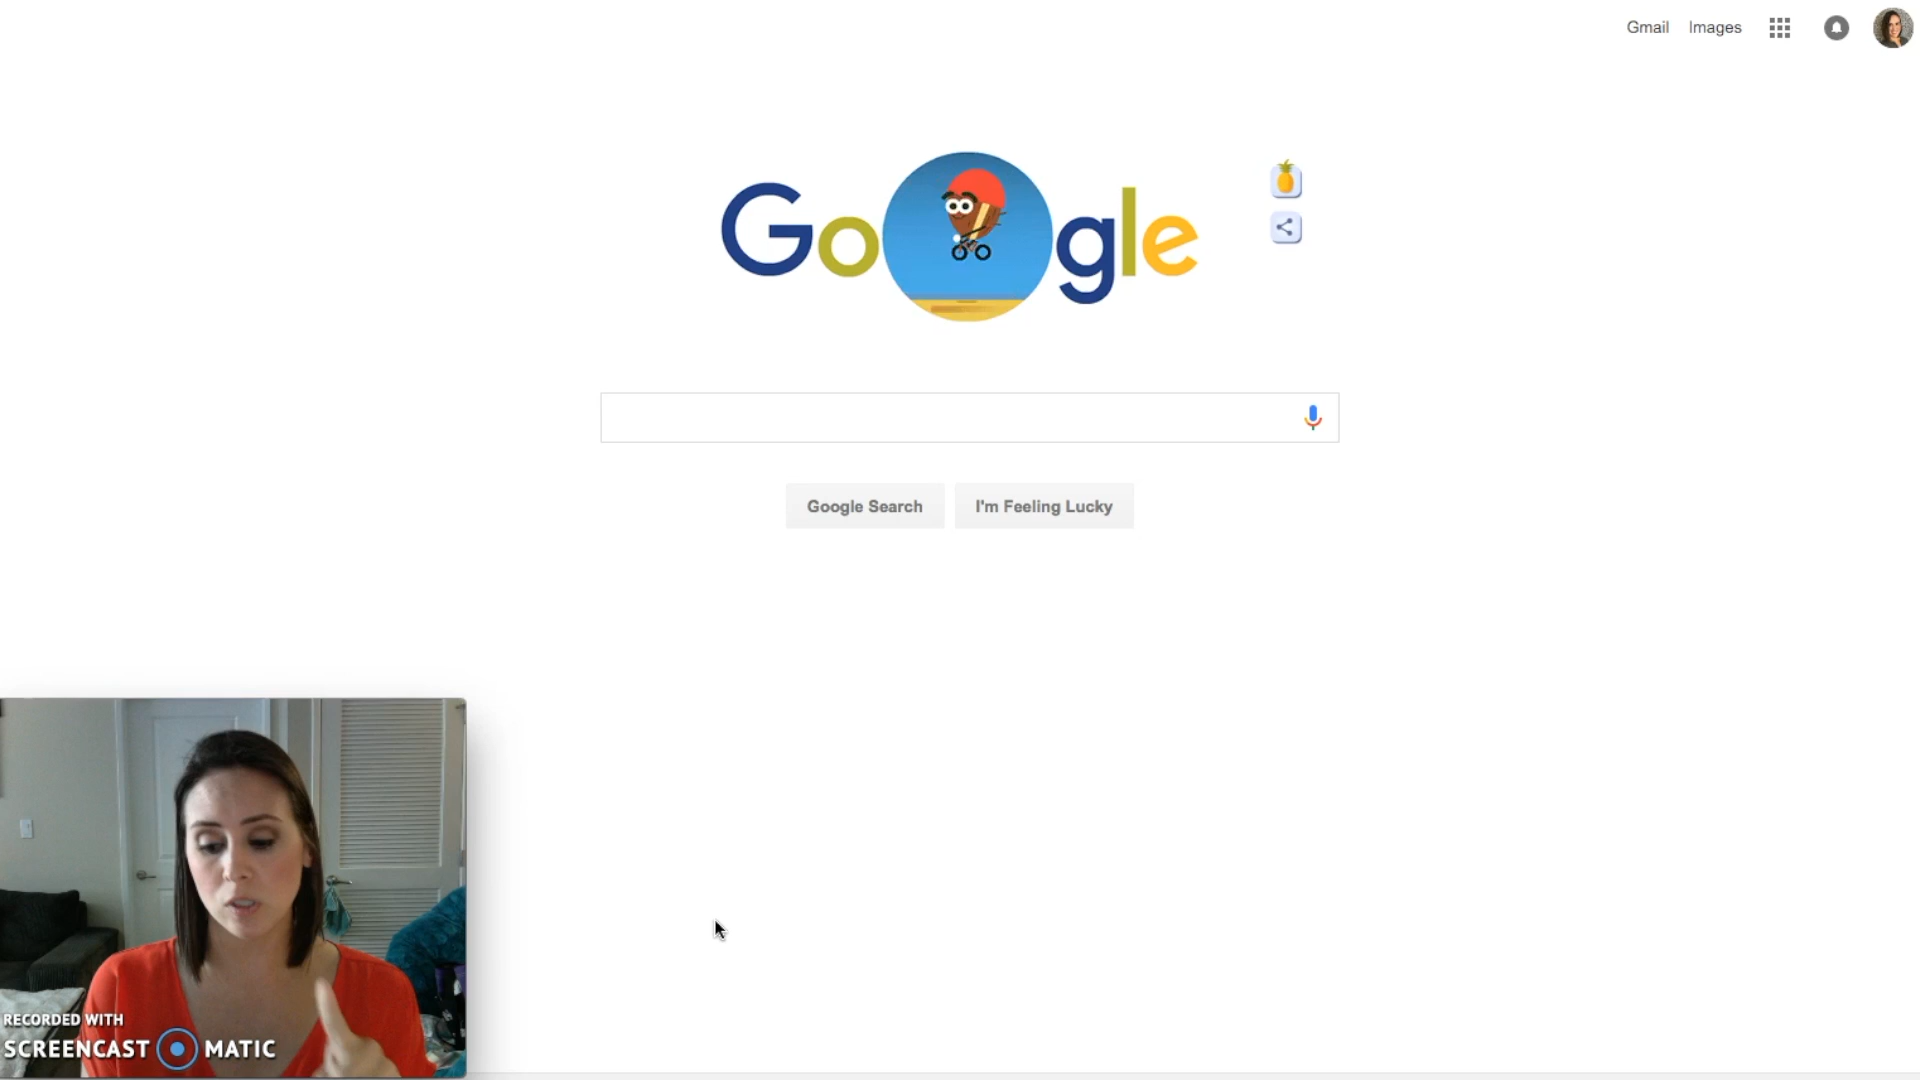 Gmail Images
Google
Google Search I'm Feeling Lucky
RECORDED WITH
SCREENCAST MATIC